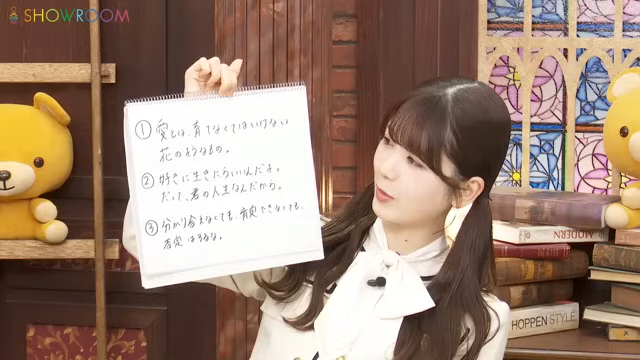 SHOWROOM
① 愛とは、育てなくてはいけない
花のようなもの。
② 好きに生きたらいいんだよ。
だって、君の人生なんだから。
③ 分かり合えなくても、肯定できなくても、
否定はするな。
MODERN
HOPPEN STYLE